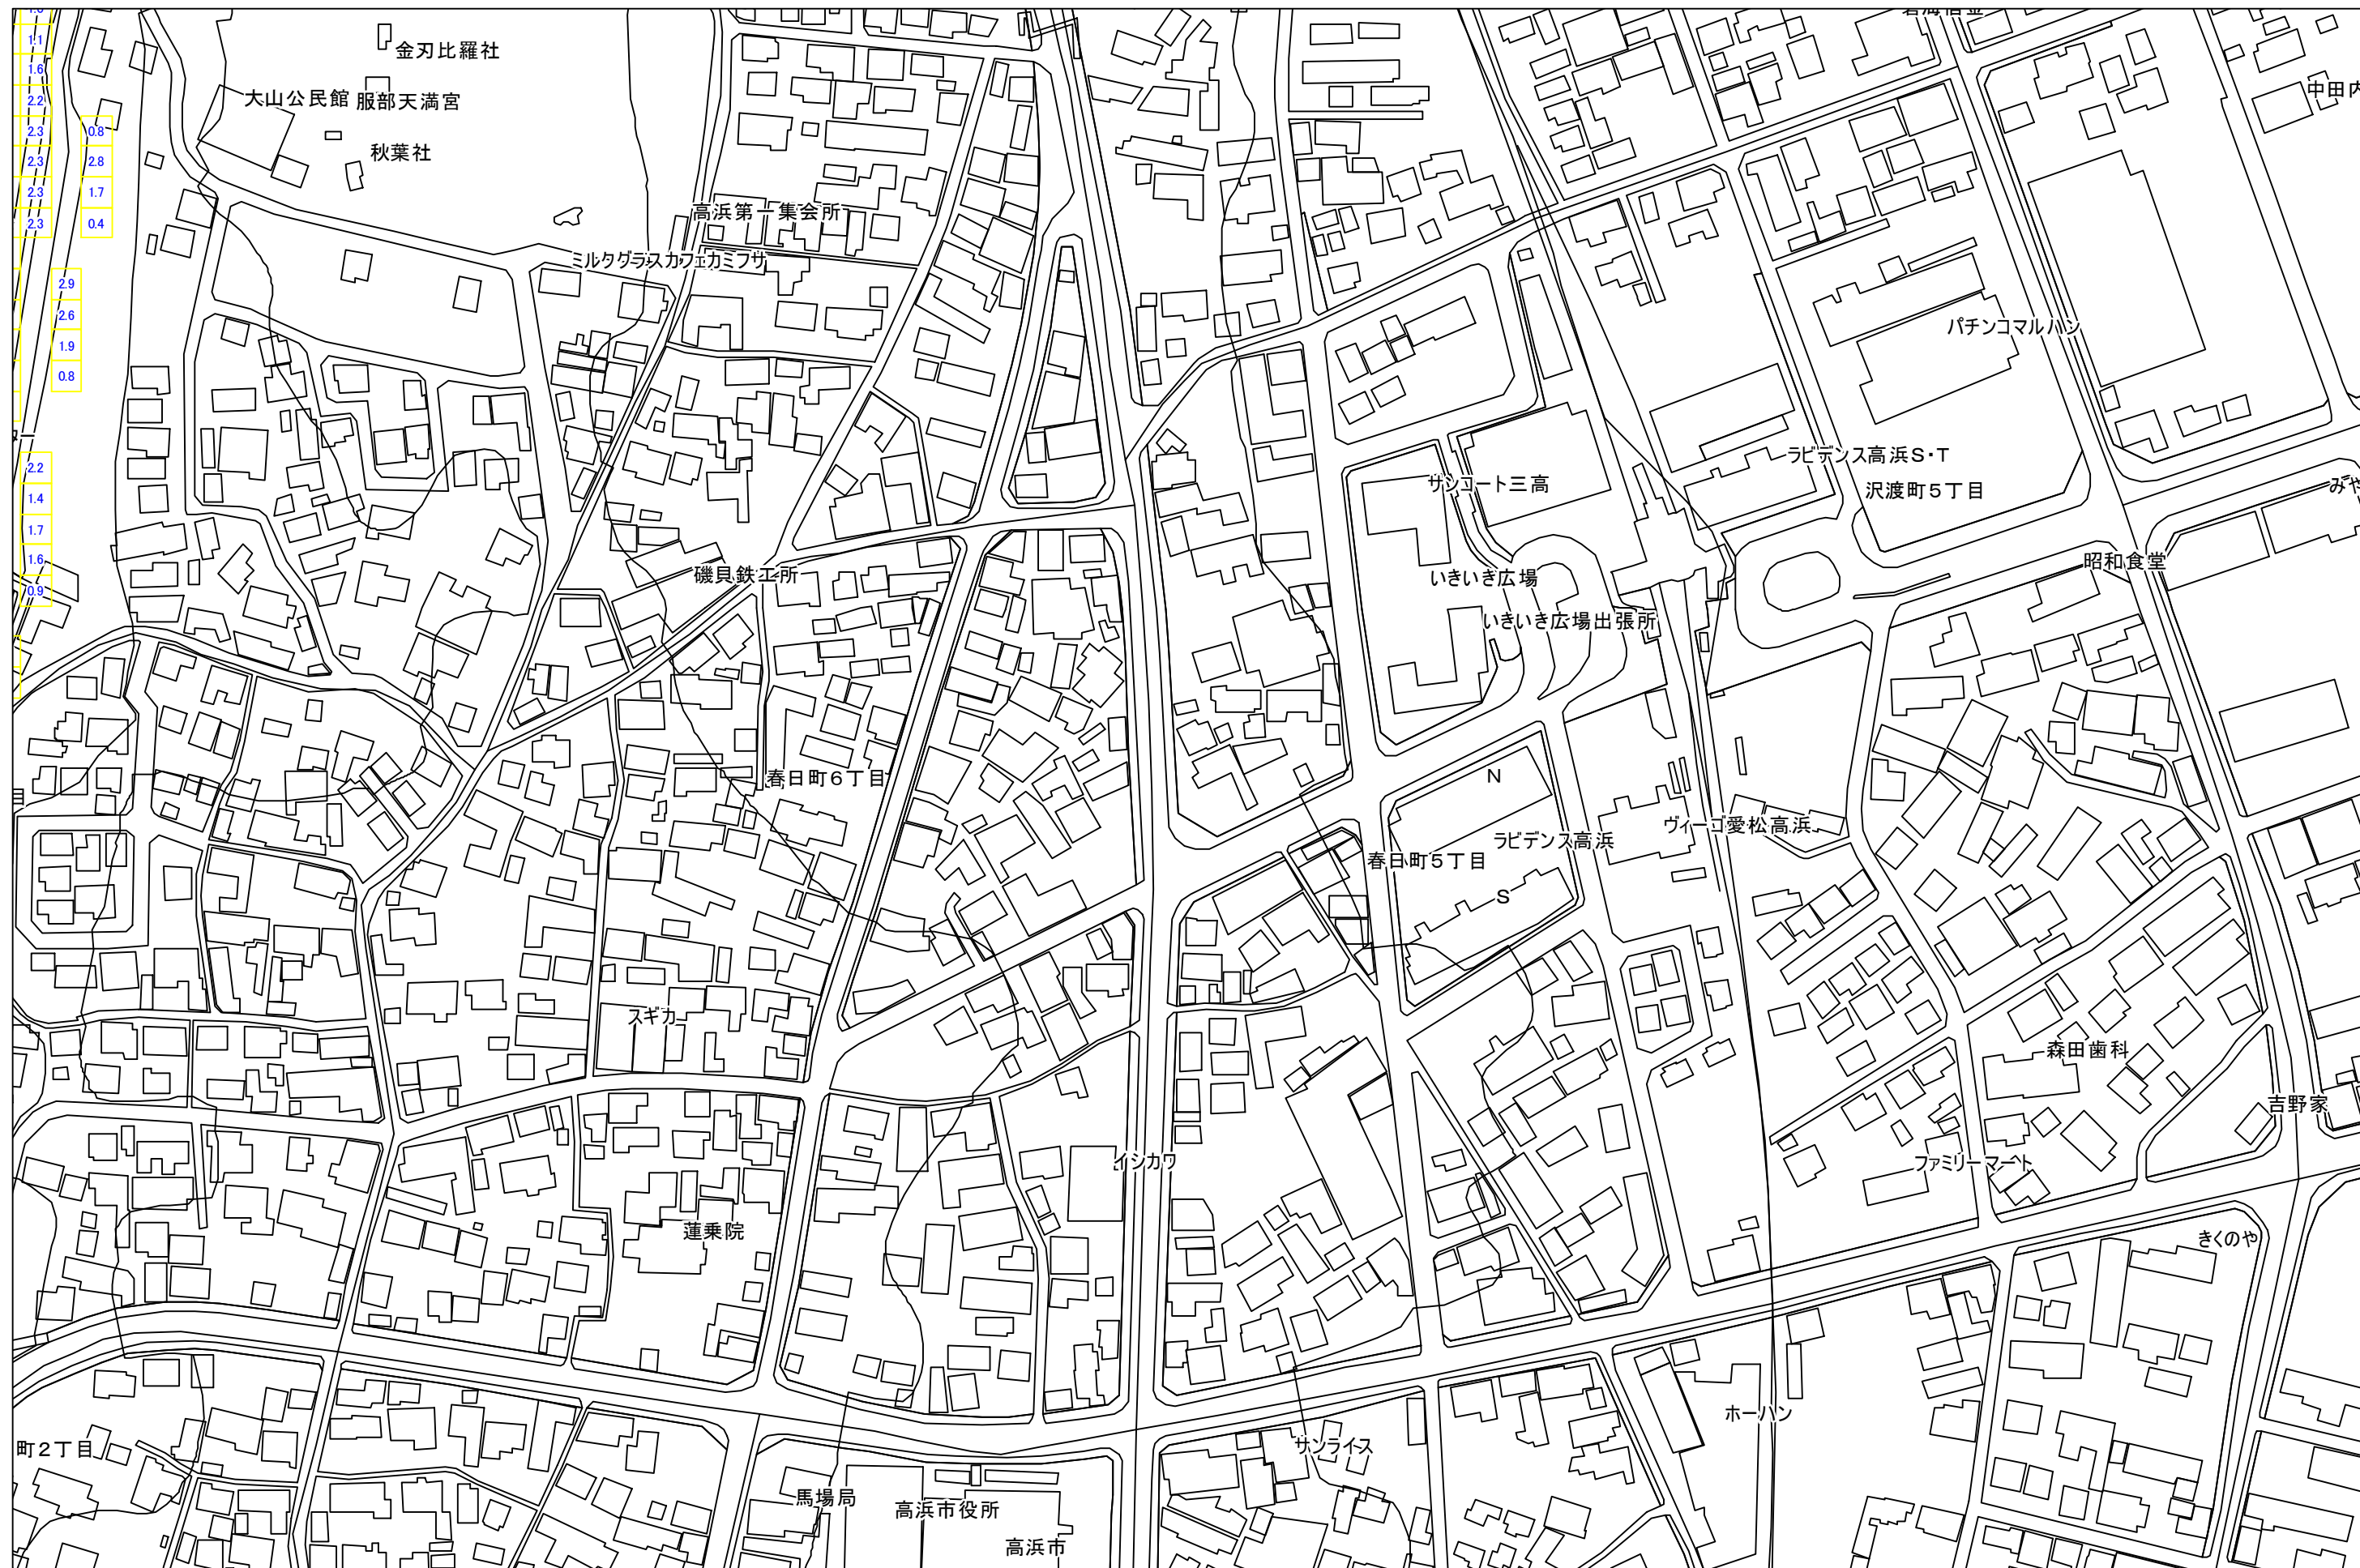 碧海信金
1.1
金刃比羅社
1.6
中田内
2.2
大山公民館
服部天満宮
2.3
0.8
秋葉社
2.3
2.8
2.3
1.7
高浜第一集会所
2.3
0.4
ミルタグラスカフェカミフサ
2.9
2.6
パチンコマルハン
1.9
0.8
ラビデンス高浜S・T
2.2
サンコート三高
沢渡町5丁目
みや
1.4
1.7
1.6
昭和食堂
磯貝鉄工所
いきいき広場
0.9
いきいき広場出張所
N
春日町6丁目
目
ヴィーゴ愛松高浜
ラビデンス高浜
春日町5丁目
S
スギカ
森田歯科
吉野家
イシカワ
ファミリーマート
蓮乗院
きくのや
ホーハン
町2丁目
サンライス
馬場局
高浜市役所
高浜市